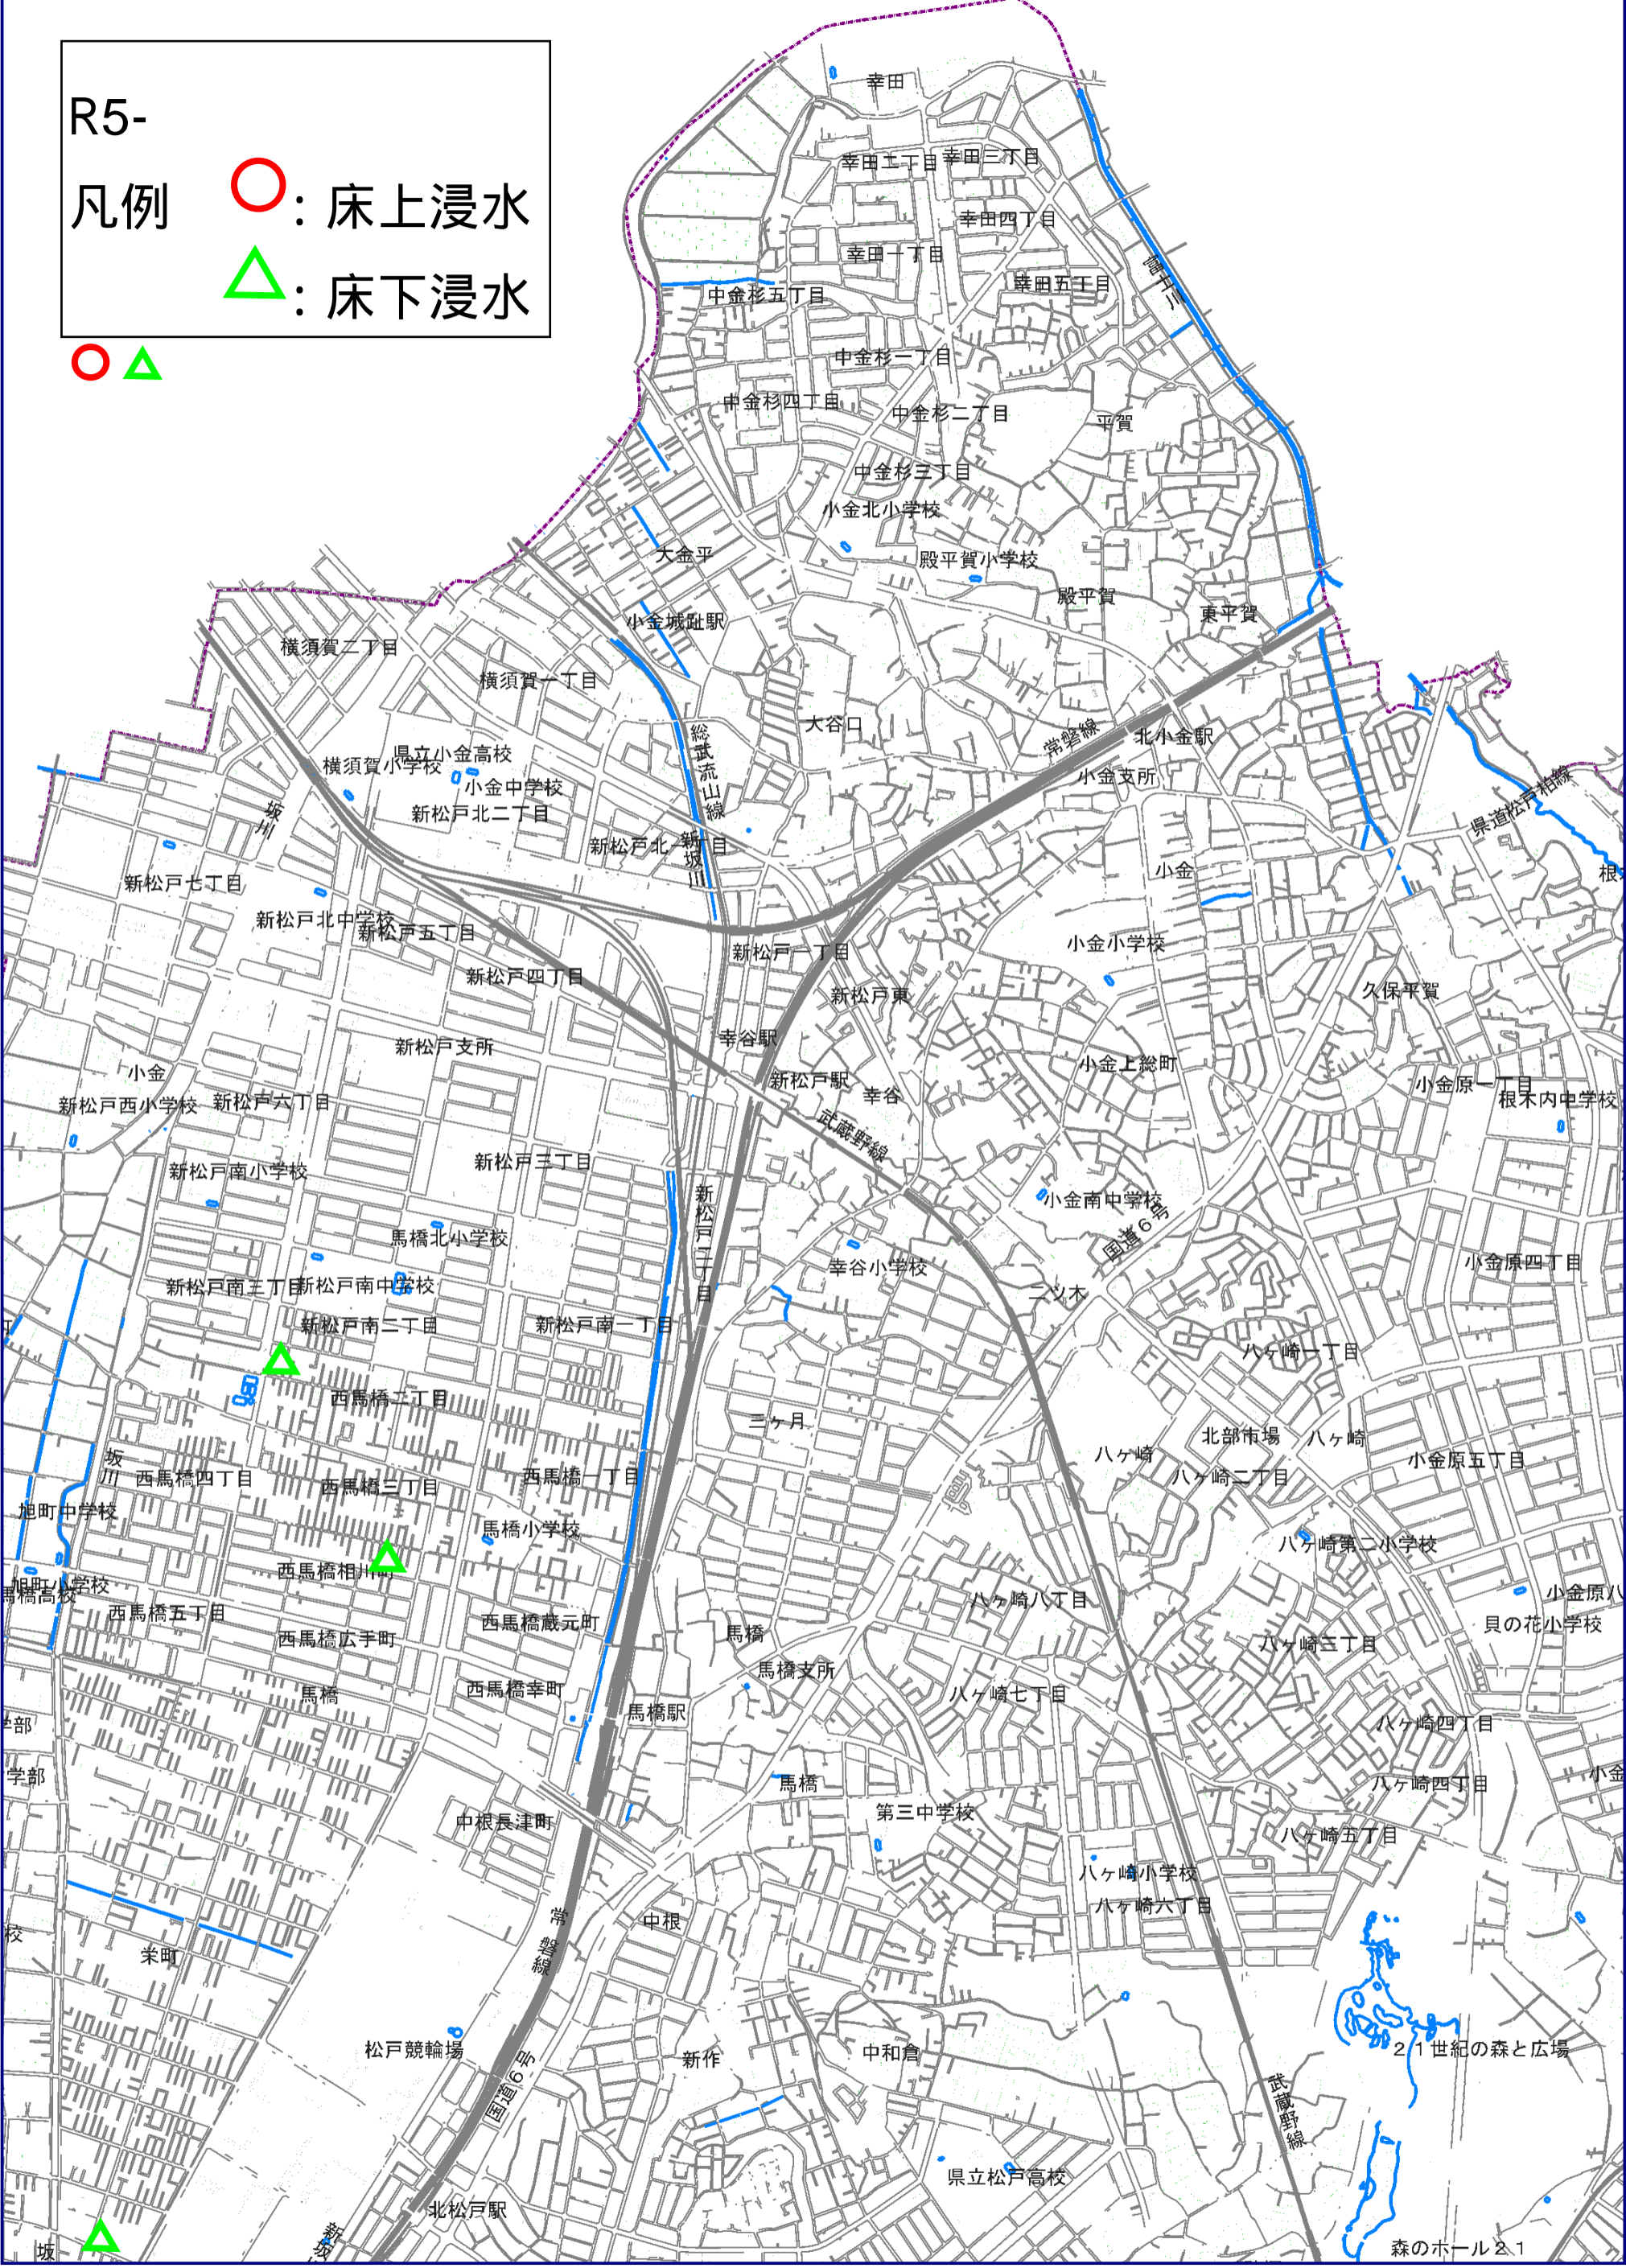 R5-
凡例 ○：床上浸水
△：床下浸水
幸田
幸田二丁目
幸田三丁目
幸田四丁目
幸田一丁目
幸田五丁目
富士川
中金杉五丁目
中金杉一丁目
中金杉四丁目
中金杉二丁目
平賀
中金杉三丁目
小金北小学校
大金平
殿平賀小学校
殿平賀
東平賀
小金城趾駅
横須賀二丁目
横須賀一丁目
大谷口
総武流山線
常磐線
北小金駅
小金支所
県立小金高校
横須賀小学校
小金中学校
新松戸北二丁目
坂川
県道松戸柏線
新松戸北一丁目
新坂川
小金
根
新松戸七丁目
新松戸北中学校
新松戸五丁目
新松戸四丁目
新松戸一丁目
新松戸東
小金小学校
久保平賀
幸谷駅
新松戸支所
小金
新松戸駅
幸谷
小金上総町
小金原一丁目
根木内中学校
新松戸西小学校
新松戸六丁目
武蔵野線
新松戸三丁目
新松戸南小学校
新松戸二丁目
小金南中学校
国道6号
馬橋北小学校
幸谷小学校
小金原四丁目
新松戸南三丁目
新松戸南中学校
二ツ木
新松戸南二丁目
新松戸南一丁目
八ヶ崎一丁目
西馬橋二丁目
三ヶ月
北部市場
八ヶ崎
八ヶ崎
小金原五丁目
坂川
西馬橋四丁目
西馬橋三丁目
西馬橋一丁目
八ヶ崎二丁目
旭町中学校
馬橋小学校
八ヶ崎第二小学校
西馬橋相川町
旭町小学校
馬橋高校
西馬橋五丁目
八ヶ崎八丁目
小金原八
貝の花小学校
西馬橋蔵元町
西馬橋広手町
馬橋
八ヶ崎三丁目
馬橋支所
馬橋
西馬橋幸町
八ヶ崎七丁目
馬橋駅
学部
八ヶ崎四丁目
学部
馬橋
八ヶ崎四丁目
小金
中根長津町
第三中学校
八ヶ崎五丁目
八ヶ崎小学校
八ヶ崎六丁目
常磐線
中根
校
栄町
松戸競輪場
国道6号
新作
中和倉
21世紀の森と広場
武蔵野線
県立松戸高校
北松戸駅
新坂
坂
森のホール21